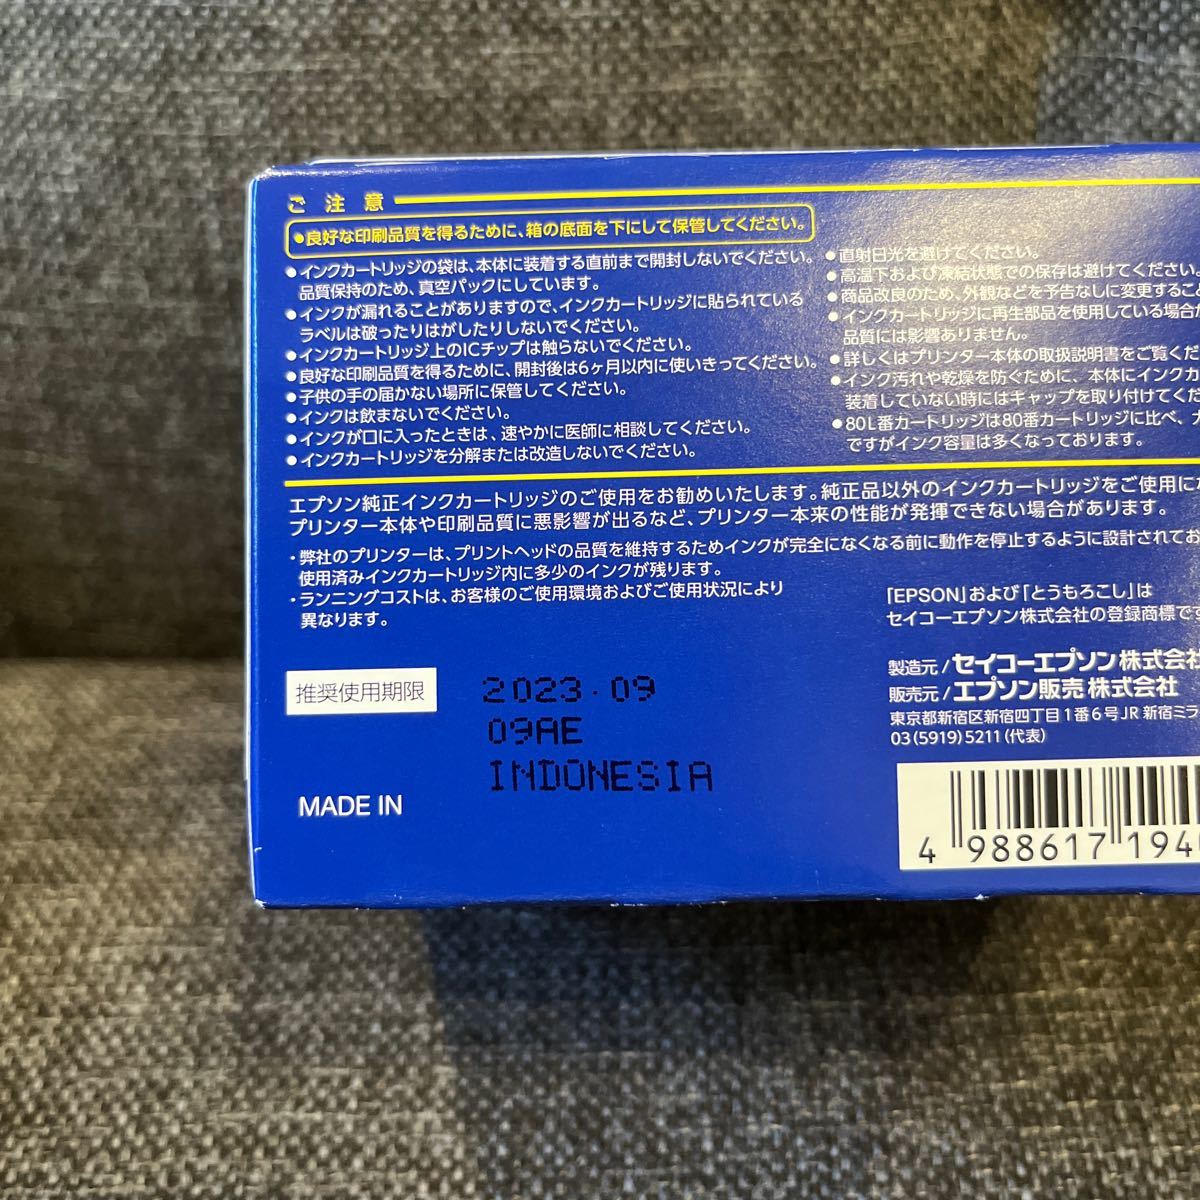 ご注意
●良好な印刷品質を得るために、箱の底面を下にして保管してください。
●インクカートリッジの袋は、本体に装着する直前まで開封しないでください。
品質保持のため、真空パックにしています。
●インクが漏れることがありますので、インクカートリッジに貼られている
ラベルは破ったりはがしたりしないでください。
●インクカートリッジ上のICチップは触らないでください。
●良好な印刷品質を得るために、開封後は6ヶ月以内に使いきってください。
●子供の手の届かない場所に保管してください。
●インクは飲まないでください。
●インクが口に入ったときは、速やかに医師に相談してください。
●インクカートリッジを分解または改造しないでください。
●直射日光を避けてください。
●高温下および凍結状態での保存は避けてください。
●商品改良のため、外観などを予告なしに変更すること
●インクカートリッジに再生部品を使用している場合が
品質には影響ありません。
●詳しくはプリンター本体の取扱説明書をご覧くだ
●インク汚れや乾燥を防ぐために、本体にインクカ
装着していない時にはキャップを取り付けてくだ
●80L番カートリッジは80番カートリッジに比べ、
ですがインク容量は多くなっております。
エプソン純正インクカートリッジのご使用をお勧めいたします。純正品以外のインクカートリッジをご使用にな
プリンター本体や印刷品質に悪影響が出るなど、プリンター本来の性能が発揮できない場合があります。
・弊社のプリンターは、プリントヘッドの品質を維持するためインクが完全になくなる前に動作を停止するように設計されてお
使用済みインクカートリッジ内に多少のインクが残ります。
・ランニングコストは、お客様のご使用環境およびご使用状況により
異なります。
「EPSON」および「とうもろこし」は
セイコーエプソン株式会社の登録商標です
製造元/セイコーエプソン株式会社
販売元/エプソン販売株式会社
東京都新宿区新宿四丁目1番6号JR新宿ミラ
03(5919)5211(代表)
推奨使用期限
2023.09
09AE
INDONESIA
MADE IN
4 988617 194